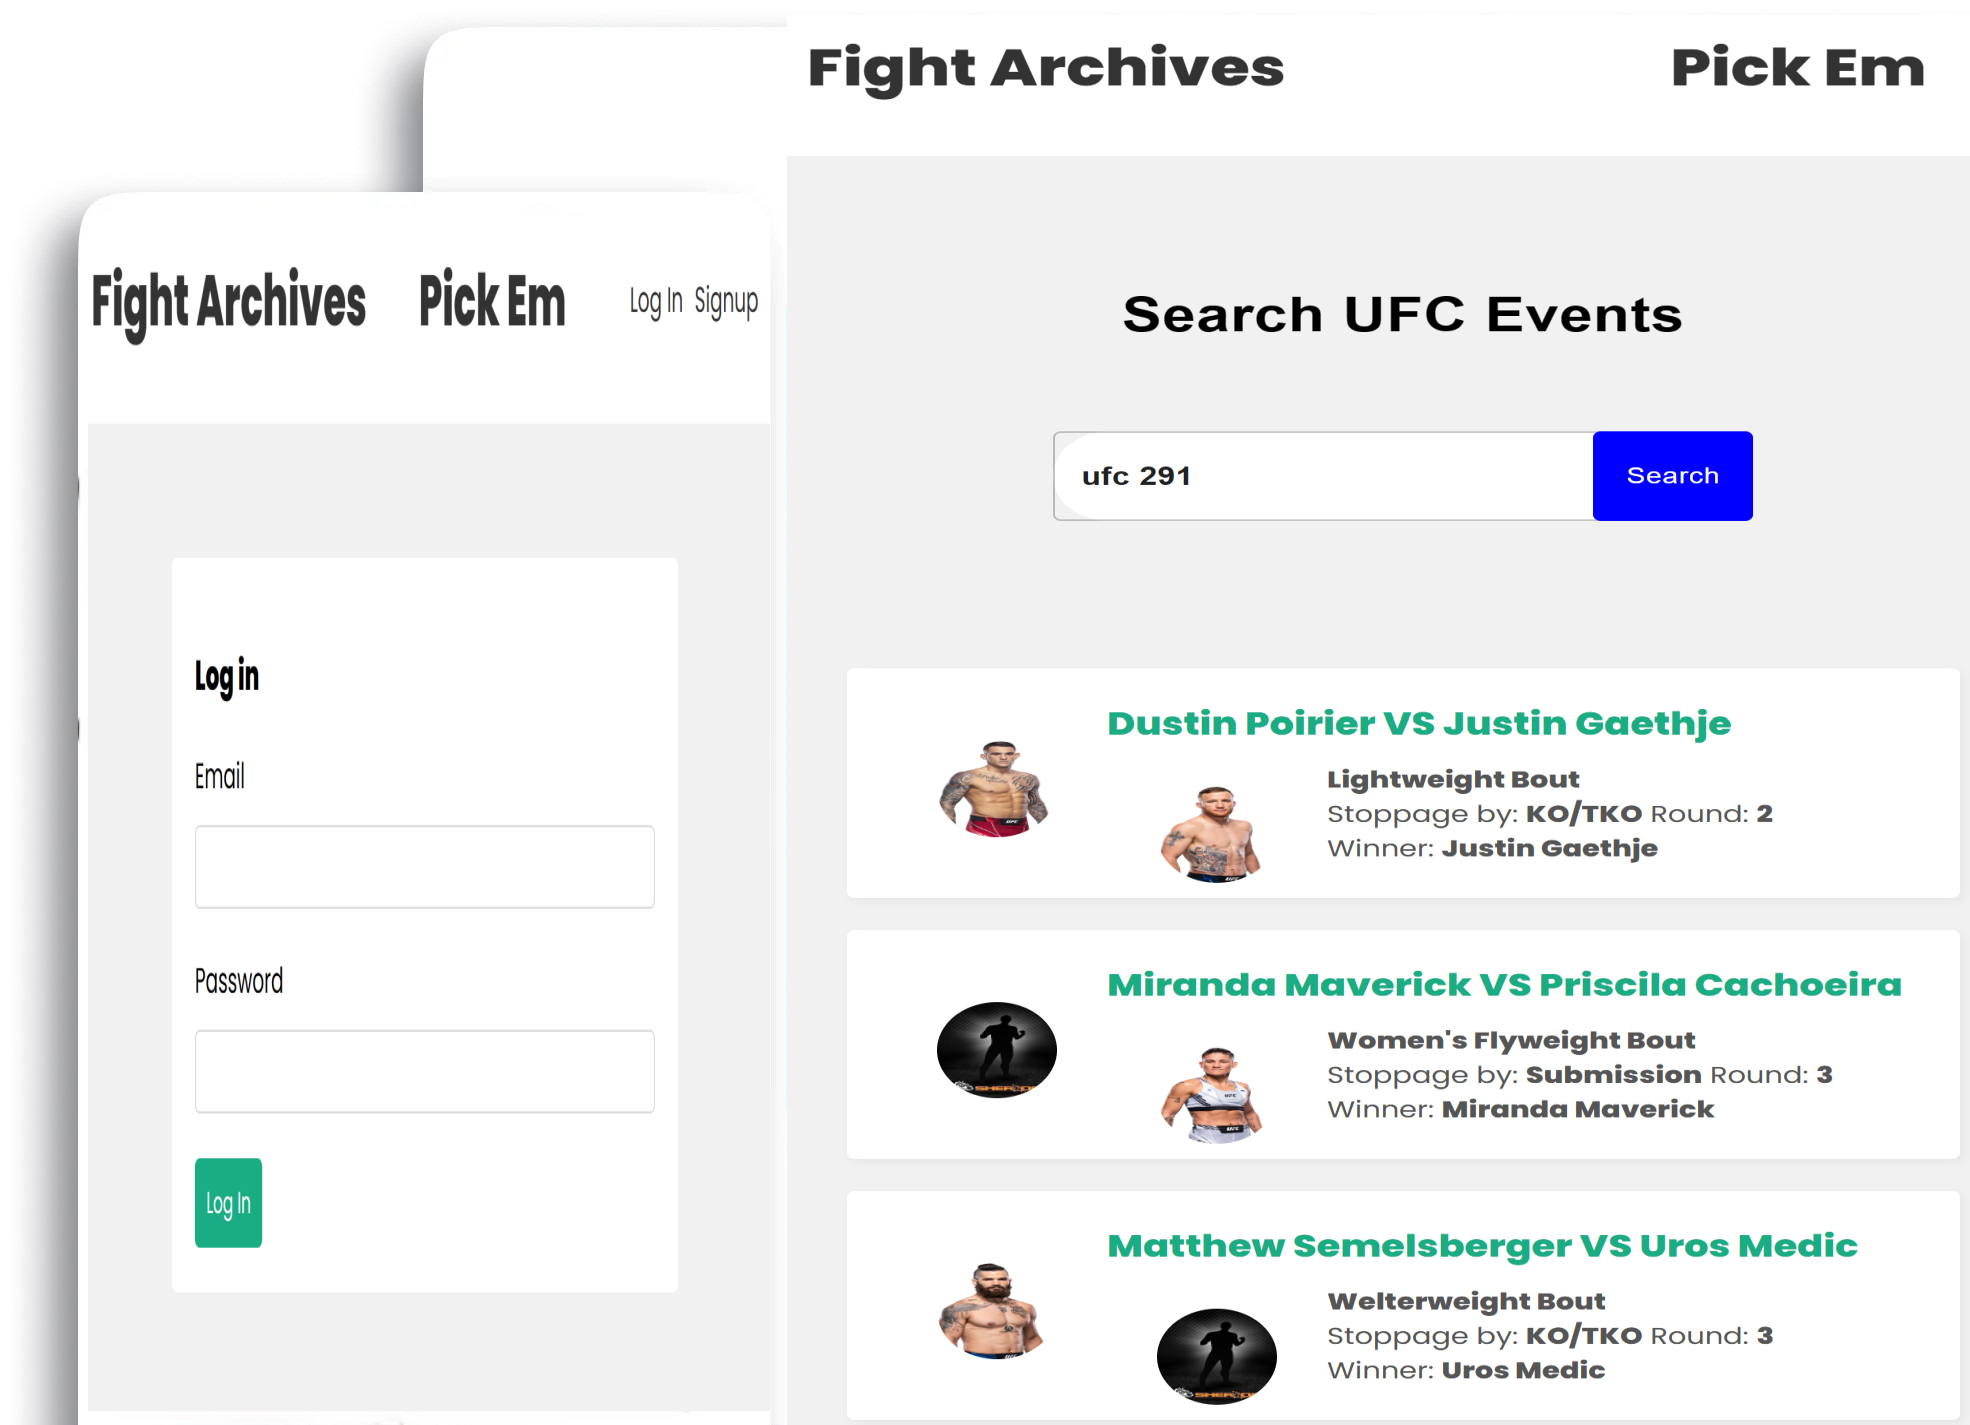 Fight Archives Pick Em Log In Signup
Log in
Email
Password
Log In
Fight Archives Pick Em
Search UFC Events
ufc 291 Search
Dustin Poirier VS Justin Gaethje
Lightweight Bout
Stoppage by: KO/TKO Round: 2
Winner: Justin Gaethje
Miranda Maverick VS Priscila Cachoeira
Women's Flyweight Bout
Stoppage by: Submission Round: 3
Winner: Miranda Maverick
Matthew Semelsberger VS Uros Medic
Welterweight Bout
Stoppage by: KO/TKO Round: 3
Winner: Uros Medic